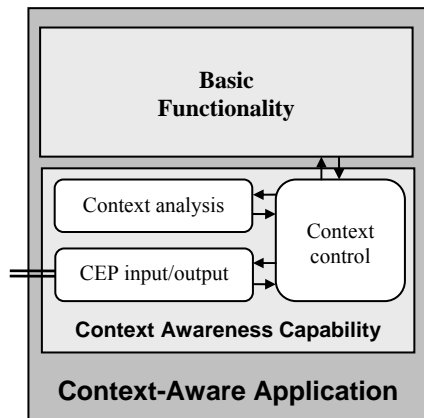 Basic
Functionality
Context analysis
Context
control
CEP input/output
Context Awareness Capability
Context-Aware Application